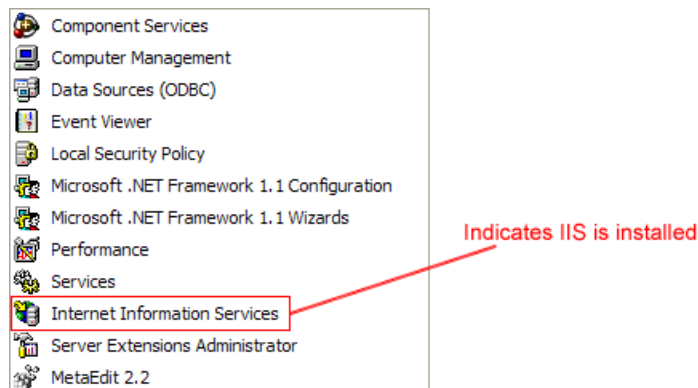 Component Services
Computer Management
Data Sources (ODBC)
Event Viewer
Local Security Policy
Microsoft .NET Framework 1.1 Configuration
Microsoft .NET Framework 1.1 Wizards
Indicates IIS is installed
Performance
Services
Internet Information Services
Server Extensions Administrator
MetaEdit 2.2